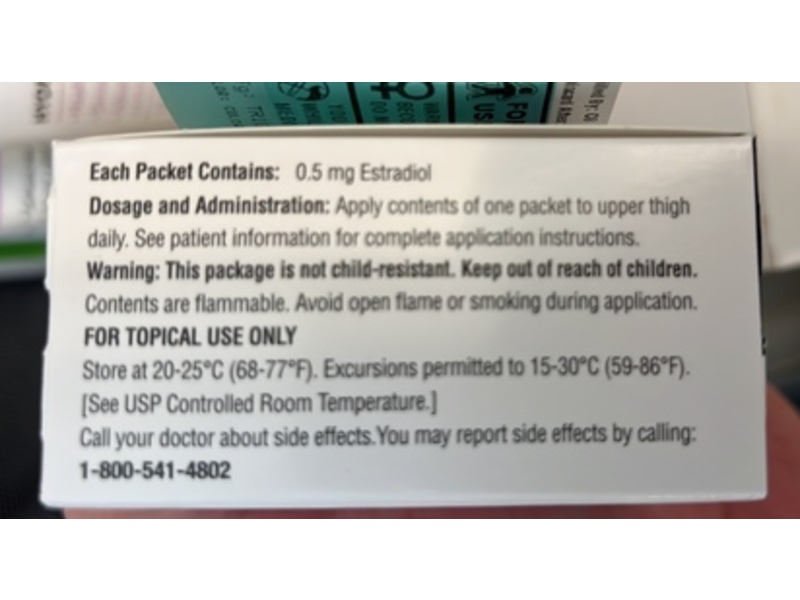 FOR
US
Each Packet Contains: 0.5 mg Estradiol
Dosage and Administration: Apply contents of one packet to upper thigh
daily. See patient information for complete application instructions.
Warning: This package is not child-resistant. Keep out of reach of children.
Contents are flammable. Avoid open flame or smoking during application.
FOR TOPICAL USE ONLY
Store at 20-25°C (68-77°F). Excursions permitted to 15-30°C (59-86°F).
[See USP Controlled Room Temperature.]
Call your doctor about side effects.You may report side effects by calling:
1-800-541-4802